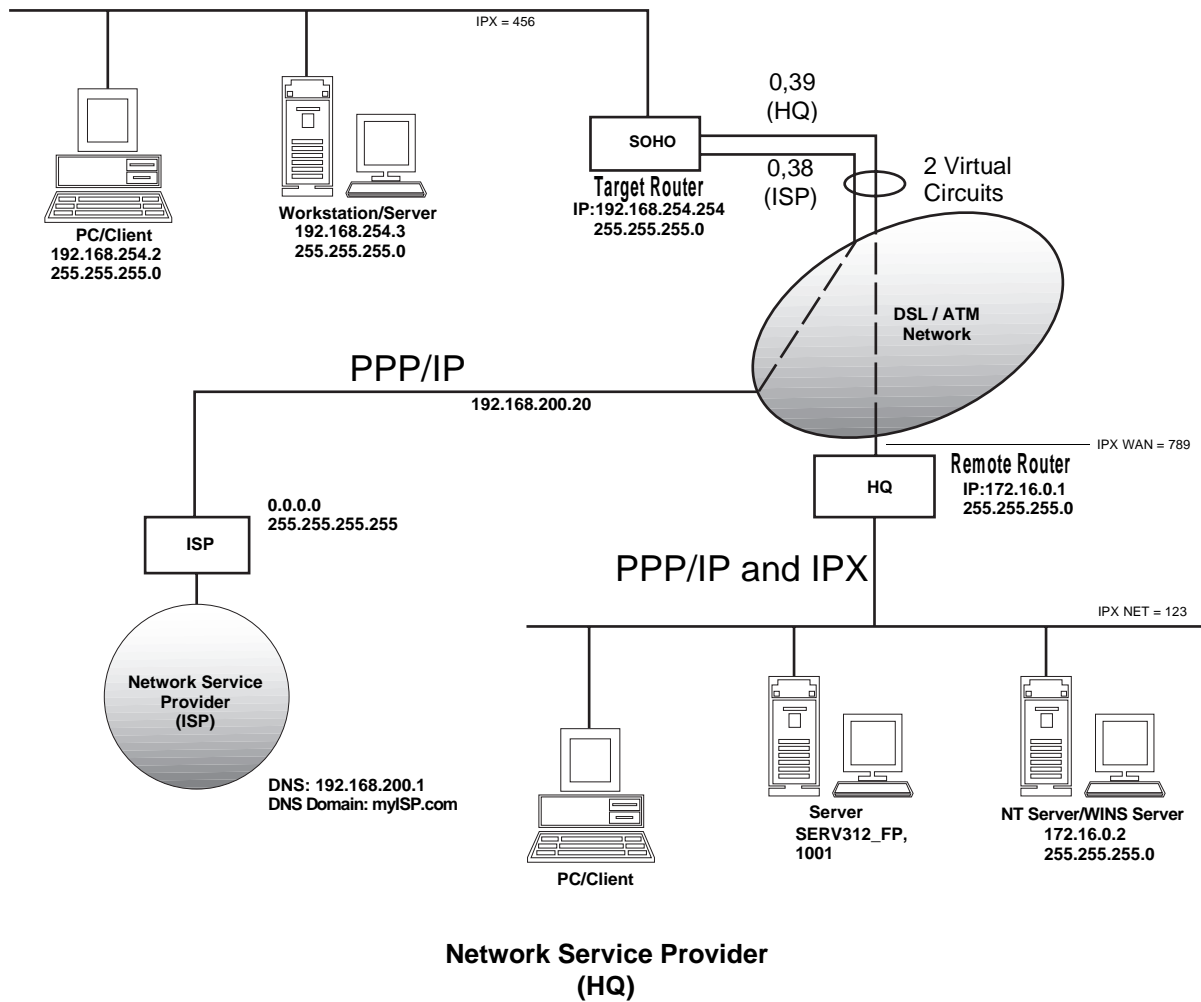 IPX = 456
0,39
(HQ)
SOHO
0,38
(ISP)
2 Virtual
Circuits
Target Router
IP:192.168.254.254
255.255.255.0
Workstation/Server
192.168.254.3
255.255.255.0
PC/Client
192.168.254.2
255.255.255.0
DSL / ATM
Network
PPP/IP
192.168.200.20
IPX WAN = 789
Remote Router
IP:172.16.0.1
255.255.255.0
HQ
0.0.0.0
255.255.255.255
ISP
PPP/IP and IPX
IPX NET = 123
Network Service
Provider
(ISP)
DNS: 192.168.200.1
DNS Domain: myISP.com
Server
SERV312_FP,
1001
NT Server/WINS Server
172.16.0.2
255.255.255.0
PC/Client
Network Service Provider
(HQ)